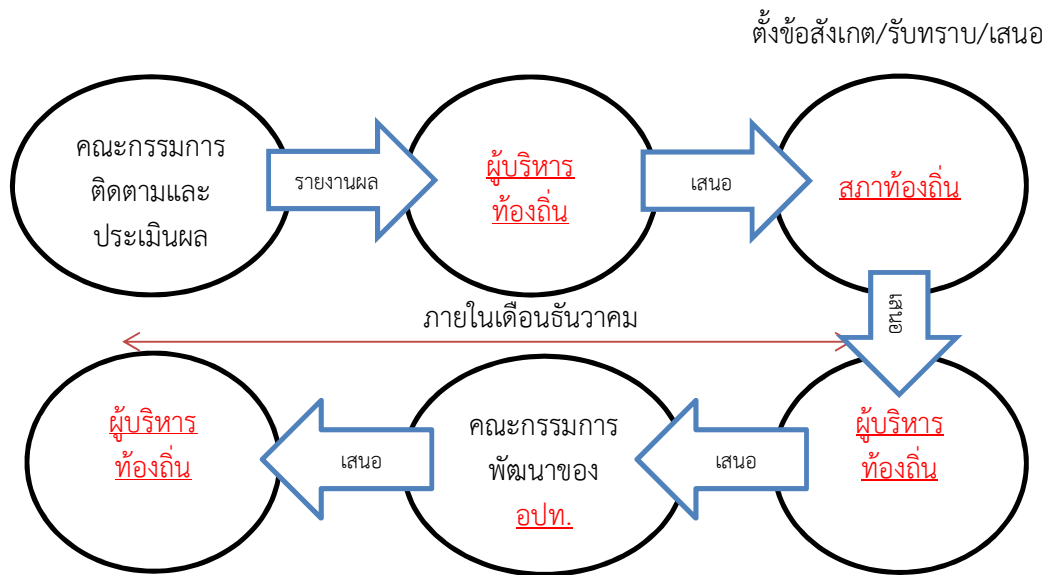 ตั้งข้อสังเกต/รับทราบ/เสนอ
คณะกรรมการ
ติดตามและ
ประเมินผล
รายงานผล
ผู้บริหาร
ท้องถิ่น
เสนอ
สภาท้องถิ่น
เสนอ
ภายในเดือนธันวาคม
ผู้บริหาร
ท้องถิ่น
เสนอ
คณะกรรมการ
พัฒนาของ
อปท.
เสนอ
ผู้บริหาร
ท้องถิ่น